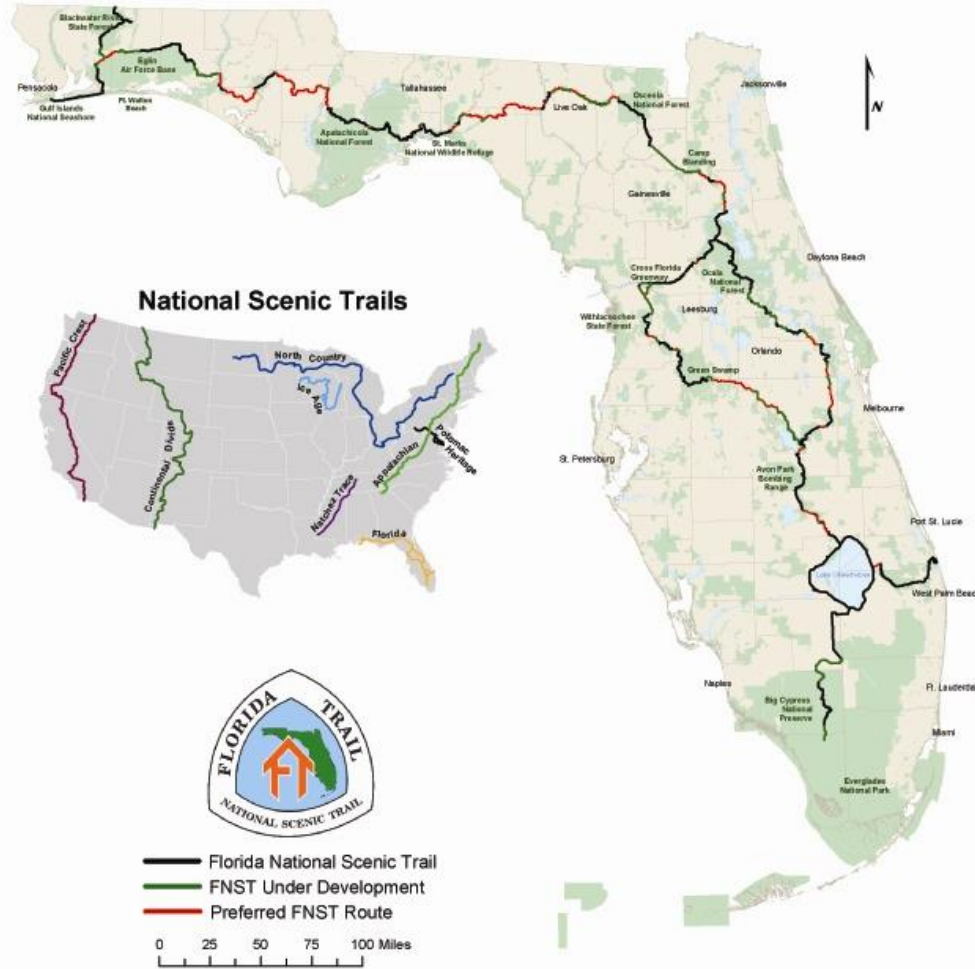 Blackwater River
State Forest
Eglin
Air Force Base
Pensacola
Gulf Islands
National Seashore
Ft. Walton
Beach
Tallahassee
Apalachicola
National Forest
St. Marks
National Wildlife Refuge
Live Oak
Osceola
National Forest
Jacksonville
N
Camp
Blanding
Gainesville
Daytona Beach
Cross Florida
Greenway
Ocala
National
Forest
Leesburg
Withlacoochee
State Forest
Orlando
Green Swamp
Melbourne
St. Petersburg
Avon Park
Bombing
Range
Port St. Lucie
Lake Okeechobee
West Palm Beac
Naples
Ft. Lauderda
Big Cypress
National
Preserve
Miami
Everglades
National Park
National Scenic Trails
Pacific Crest
Continental Divide
North Country
Ice Age
Appalachian
Potomac
Heritage
Natchez Trace
Florida
FLORIDA TRAIL
FT
NATIONAL SCENIC TRAIL
Florida National Scenic Trail
FNST Under Development
Preferred FNST Route
0 25 50 75 100 Miles